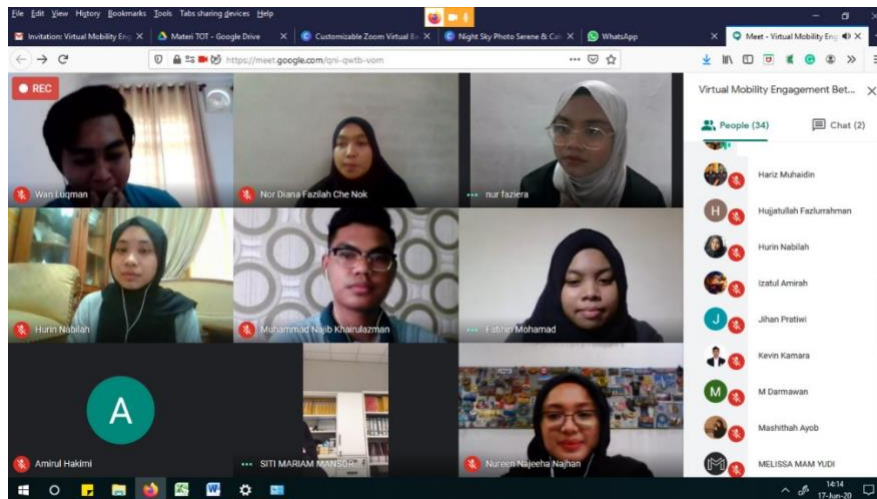 File Edit View History Bookmarks Tools Tabs sharing devices Help
Invitation: Virtual Mobility Eng
Materi TOT - Google Drive
Customizable Zoom Virtual Ba
Night Sky Photo Serene & Cal
WhatsApp
Meet - Virtual Mobility Eng
https://meet.google.com/qni-qwtb-vom
REC
Virtual Mobility Engagement Bet...
People (34)
Chat (2)
Wan Luqman
Nor Diana Fazilah Che Nok
nur faziera
Hurin Nabilah
Muhammad Najib Khairulazman
Fatihin Mohamad
A
Amirul Hakimi
SITI MARIAM MANSOR
Nureen Najeeha Najhan
Hariz Muhaidin
H
Hujjatullah Fazlurrahman
Hurin Nabilah
Izatul Amirah
J
Jihan Pratiwi
Kevin Kamara
M
M Darmawan
Mashithah Ayob
MELISSA MAM YUDI
14:14
17-Jun-20